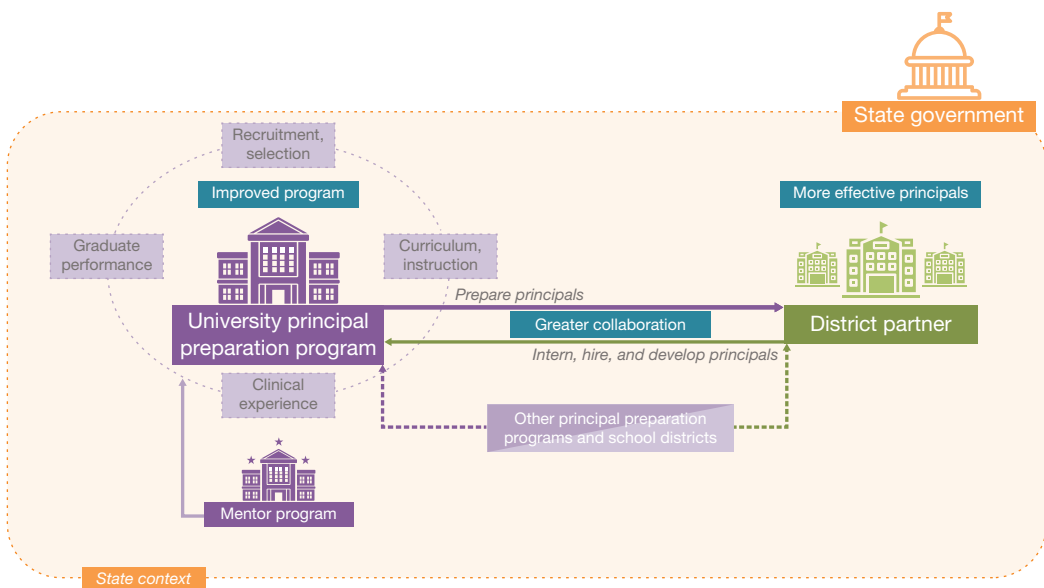 State government
Recruitment,
selection
Improved program
More effective principals
Graduate
performance
Curriculum,
instruction
Prepare principals
University principal
preparation program
Greater collaboration
District partner
Intern, hire, and develop principals
Clinical
experience
Other principal preparation
programs and school districts
Mentor program
State context